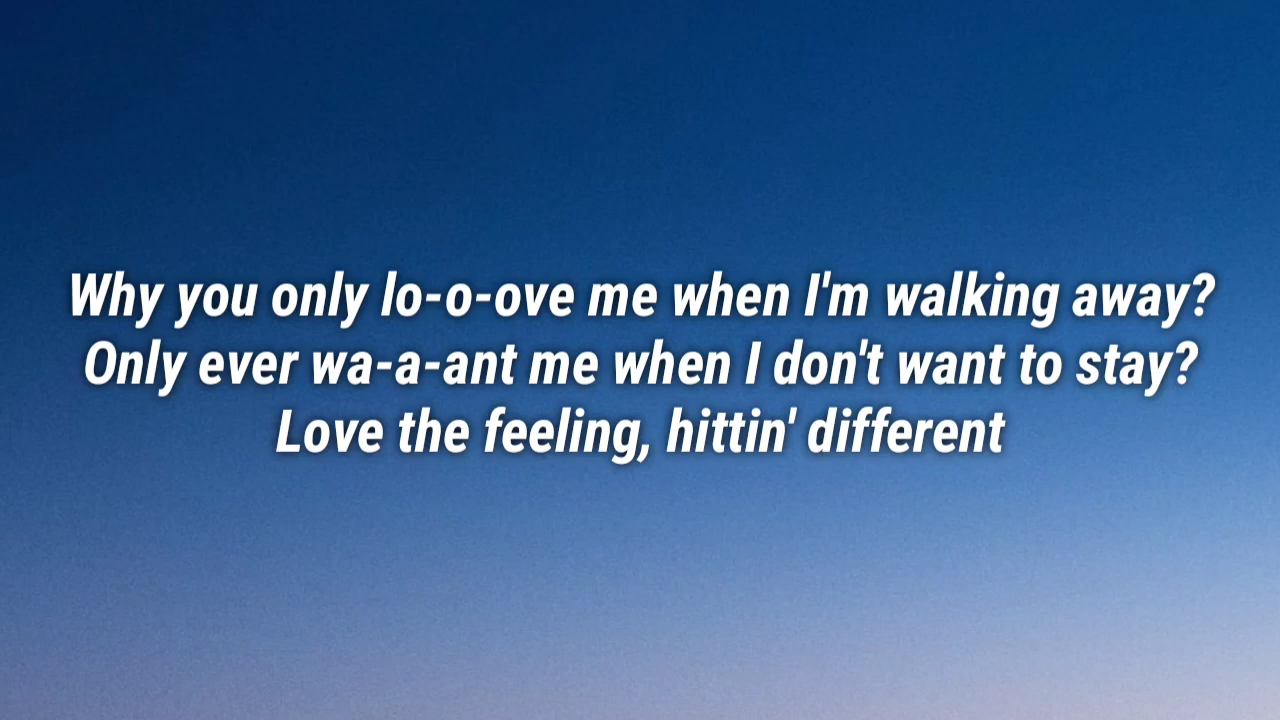 Why you only lo-o-ove me when I'm walking away?
Only ever wa-a-ant me when I don't want to stay?
Love the feeling, hittin' different